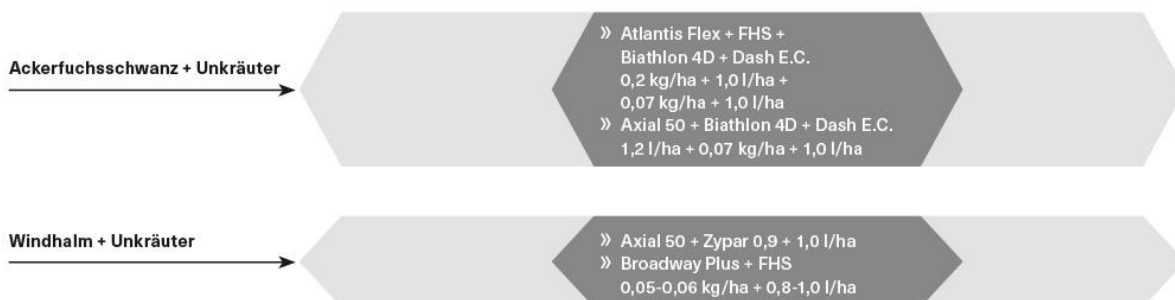 Ackerfuchsschwanz + Unkräuter
» Atlantis Flex + FHS +
Biathlon 4D + Dash E.C.
0,2 kg/ha + 1,0 l/ha +
0,07 kg/ha + 1,0 l/ha
» Axial 50 + Biathlon 4D + Dash E.C.
1,2 l/ha + 0,07 kg/ha + 1,0 l/ha
Windhalm + Unkräuter
» Axial 50 + Zypar 0,9 + 1,0 l/ha
» Broadway Plus + FHS
0,05-0,06 kg/ha + 0,8-1,0 l/ha